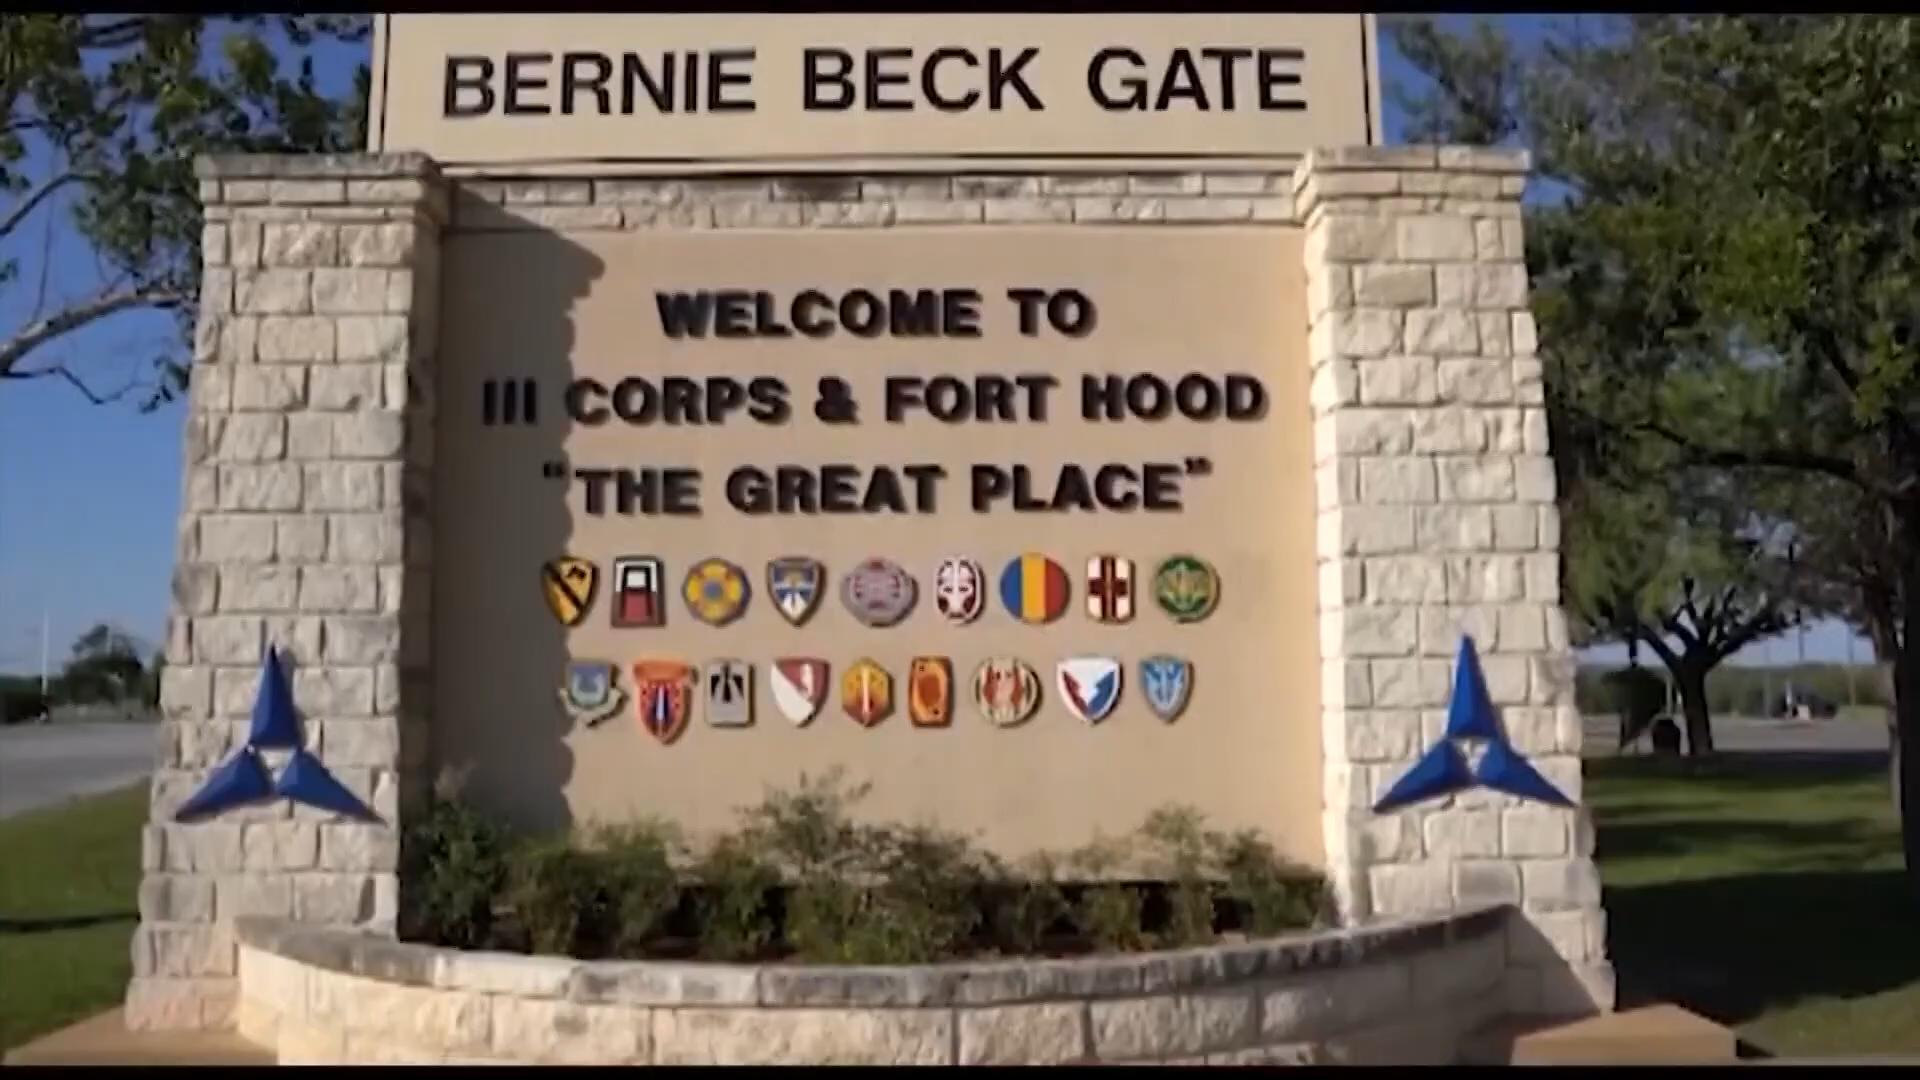 BERNIE BECK GATE
WELCOME TO
III CORPS & FORT HOOD
"THE GREAT PLACE"